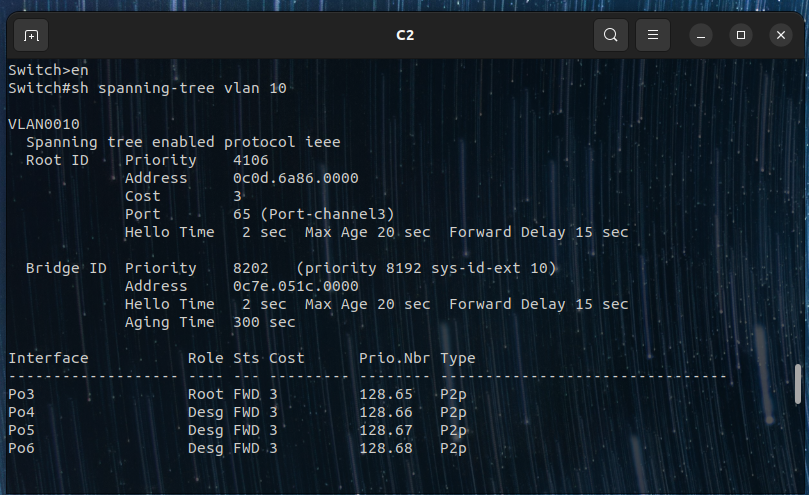 C2
Switch>en
Switch#sh spanning-tree vlan 10
VLAN0010
  Spanning tree enabled protocol ieee
  Root ID    Priority    4106
             Address     0c0d.6a86.0000
             Cost        3
             Port        65 (Port-channel3)
             Hello Time   2 sec  Max Age 20 sec  Forward Delay 15 sec
  Bridge ID  Priority    8202   (priority 8192 sys-id-ext 10)
             Address     0c7e.051c.0000
             Hello Time   2 sec  Max Age 20 sec  Forward Delay 15 sec
             Aging Time  300 sec
Interface           Role Sts Cost      Prio.Nbr Type
------------------- ---- --- --------- -------- --------------------------------
Po3                 Root FWD 3         128.65   P2p
Po4                 Desg FWD 3         128.66   P2p
Po5                 Desg FWD 3         128.67   P2p
Po6                 Desg FWD 3         128.68   P2p